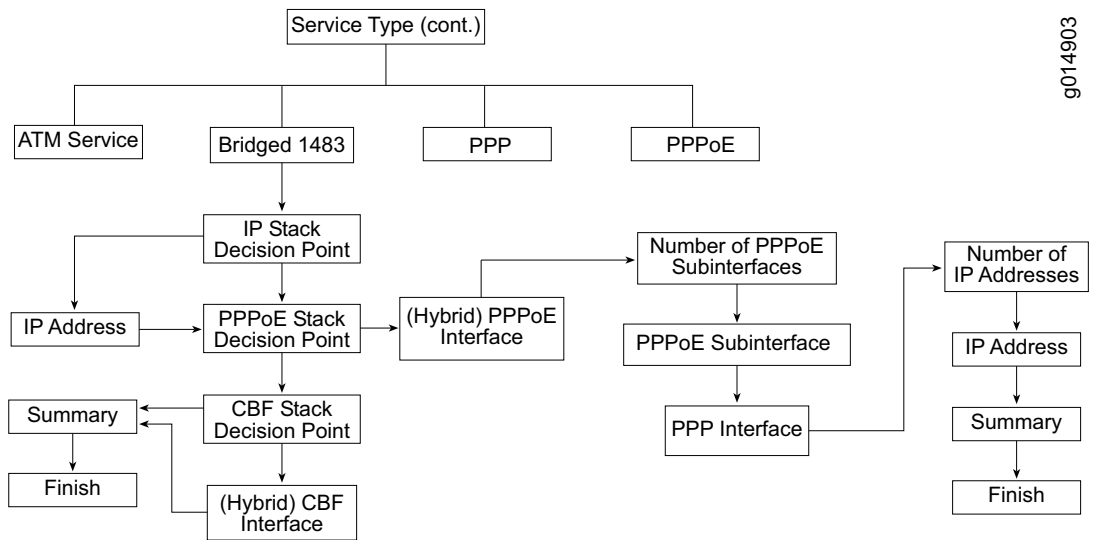 Service Type (cont.)
g014903
ATM Service
Bridged 1483
PPP
PPPoE
IP Stack
Decision Point
IP Address
PPPoE Stack
Decision Point
(Hybrid) PPPoE
Interface
CBF Stack
Decision Point
Summary
Finish
(Hybrid) CBF
Interface
Number of PPPoE
Subinterfaces
PPPoE Subinterface
PPP Interface
Number of
IP Addresses
IP Address
Summary
Finish